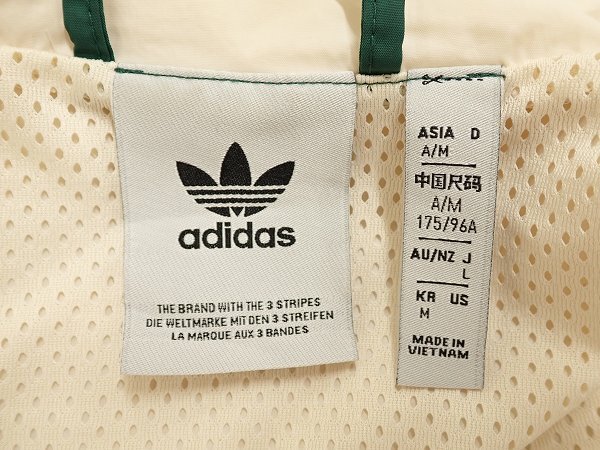 adidas
THE BRAND WITH THE 3 STRIPES
DIE WELTMARKE MIT DEN 3 STREIFEN
LA MARQUE AUX 3 BANDES
ASIA D
A/M
中国尺码
A/M
175/96A
AU/NZ J
L
KR US
M
MADE IN
VIETNAM